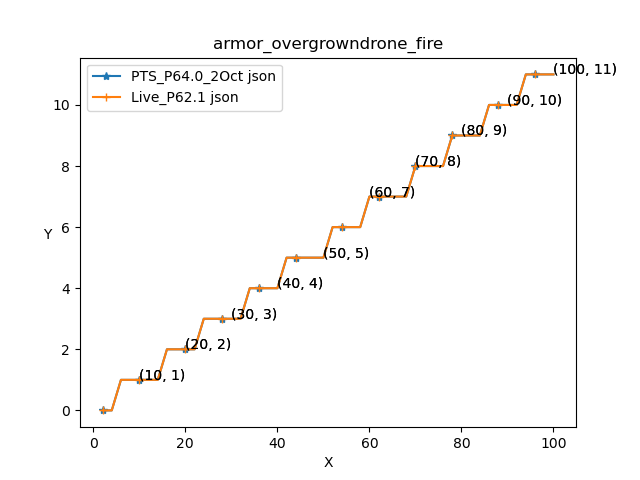 armor_overgrowndrone_fire
PTS_P64.0_2Oct json
Live_P62.1 json
(100, 11)
(90, 10)
(80, 9)
(70, 8)
(60, 7)
(50, 5)
(40, 4)
(30, 3)
(20, 2)
(10, 1)
10
8
6
4
2
0
Y
0 20 40 60 80 100
X